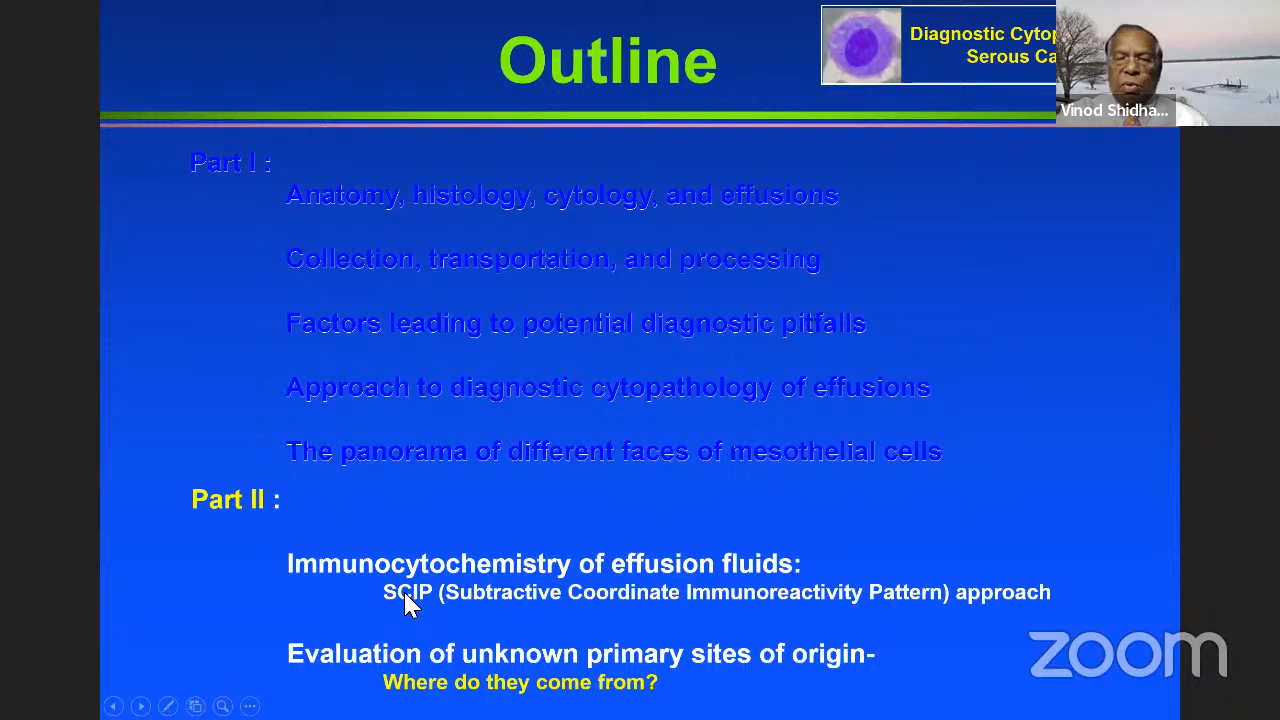 Outline
Diagnostic Cytop
Serous Ca
Vinod Shidha...
Part I :
Anatomy, histology, cytology, and effusions
Collection, transportation, and processing
Factors leading to potential diagnostic pitfalls
Approach to diagnostic cytopathology of effusions
The panorama of different faces of mesothelial cells
Part II :
Immunocytochemistry of effusion fluids:
SCIP (Subtractive Coordinate Immunoreactivity Pattern) approach
Evaluation of unknown primary sites of origin-
Where do they come from?
zoom